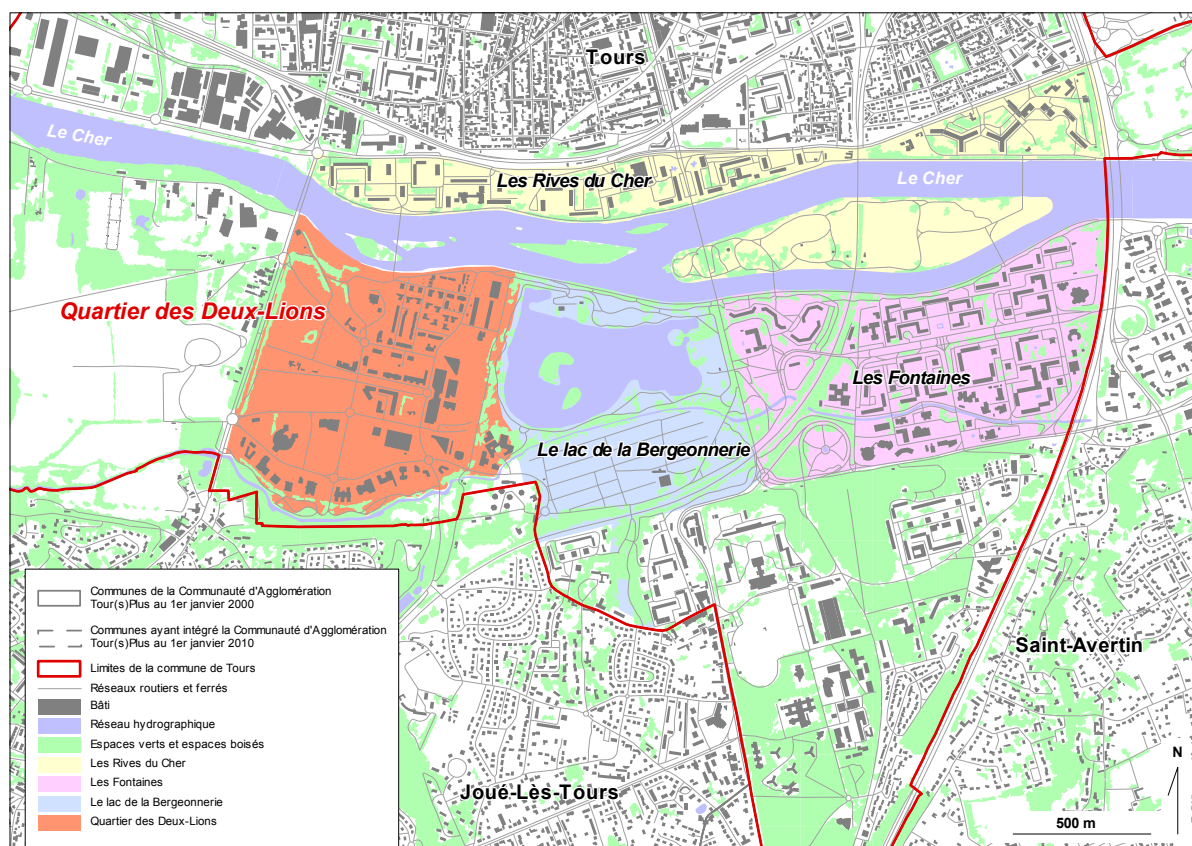 Tours
Le Cher
Les Rives du Cher
Le Cher
Quartier des Deux-Lions
Les Fontaines
Le lac de la Bergeonnerie
Communes de la Communauté d'Agglomération
Tour(s)Plus au 1er janvier 2000
Communes ayant intégré la Communauté d'Agglomération
Tour(s)Plus au 1er janvier 2010
Limites de la commune de Tours
Réseaux routiers et ferrés
Bâti
Réseau hydrographique
Espaces verts et espaces boisés
Les Rives du Cher
Les Fontaines
Le lac de la Bergeonnerie
Quartier des Deux-Lions
Saint-Avertin
Joué-Lès-Tours
N
500 m